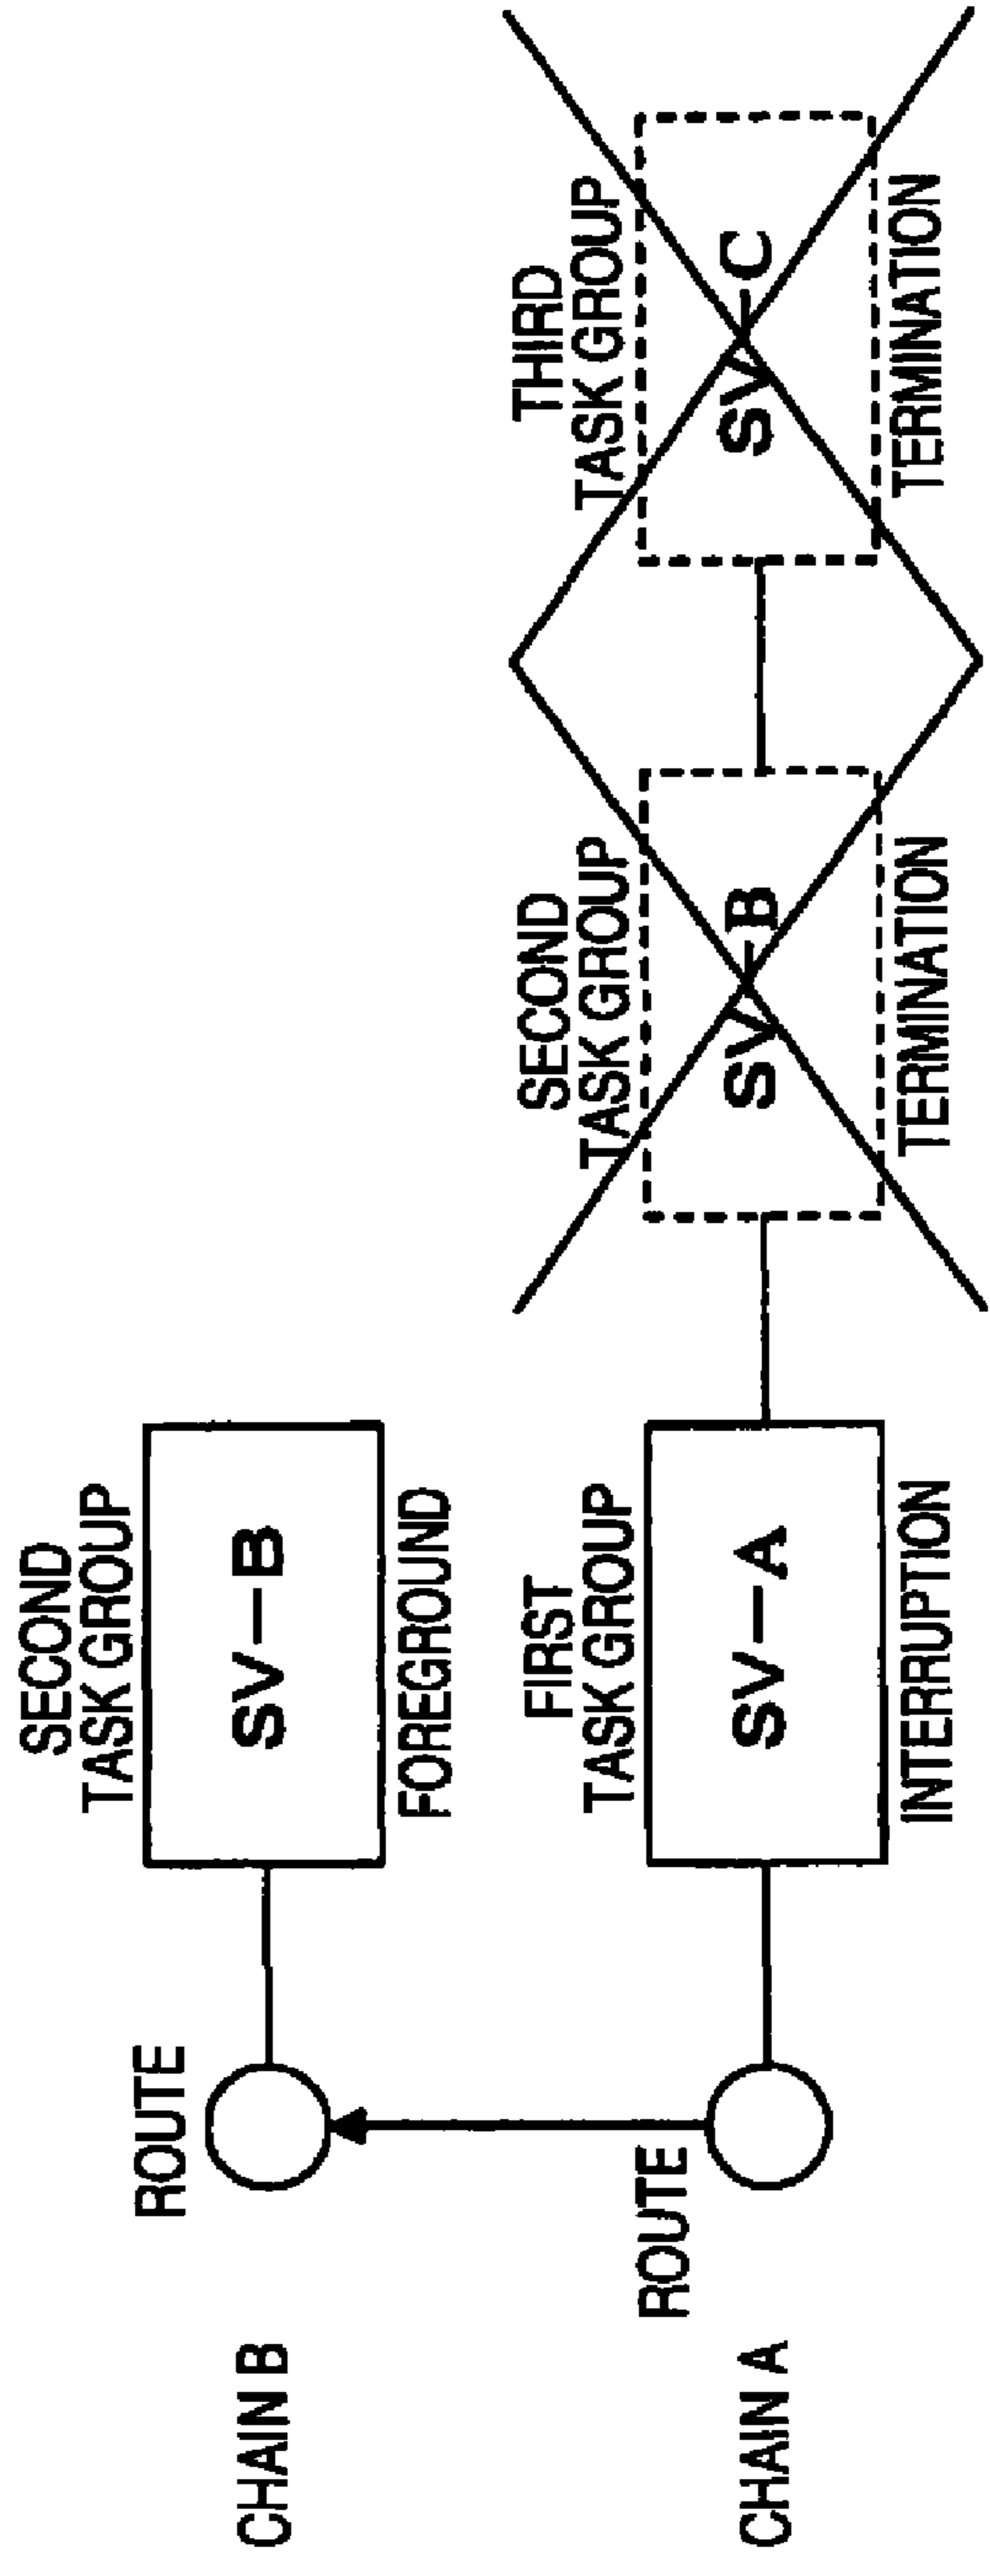 CHAIN B
ROUTE
SECOND
TASK GROUP
SV-B
FOREGROUND
CHAIN A
ROUTE
FIRST
TASK GROUP
SV-A
INTERRUPTION
SECOND
TASK GROUP
SV-B
TERMINATION
THIRD
TASK GROUP
SV-C
TERMINATION